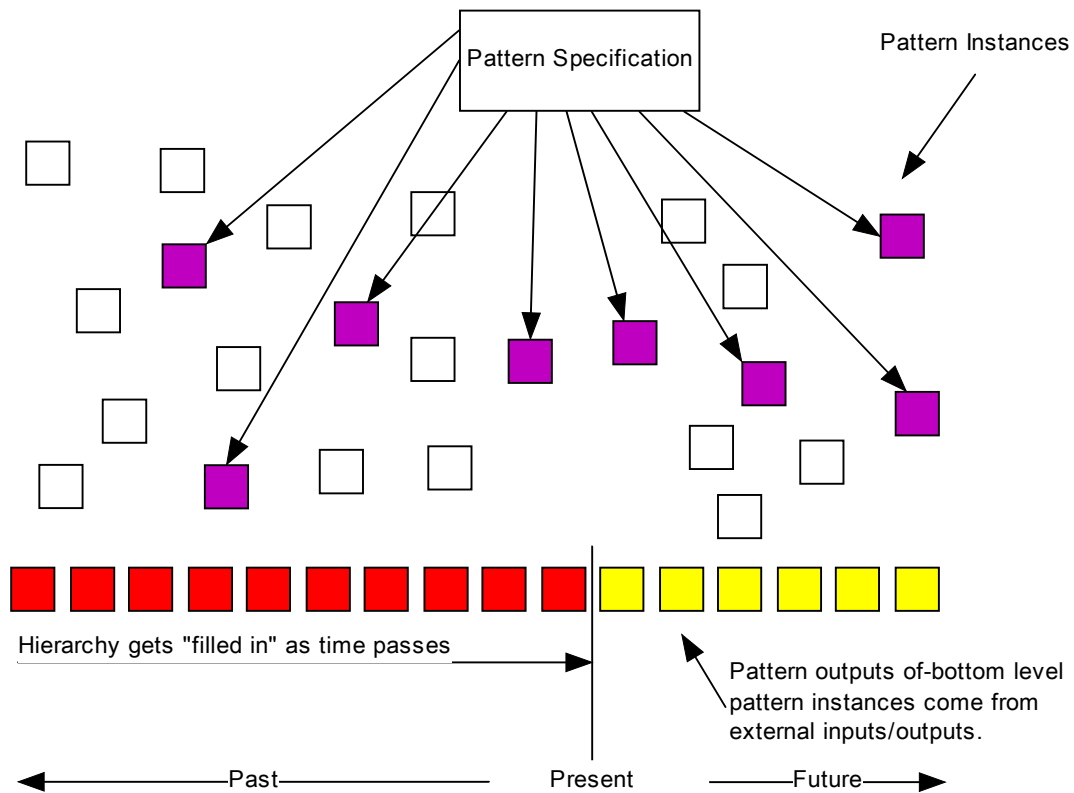 Pattern Specification
Pattern Instances
Hierarchy gets "filled in" as time passes
Pattern outputs of-bottom level
pattern instances come from
external inputs/outputs.
Past
Present
Future